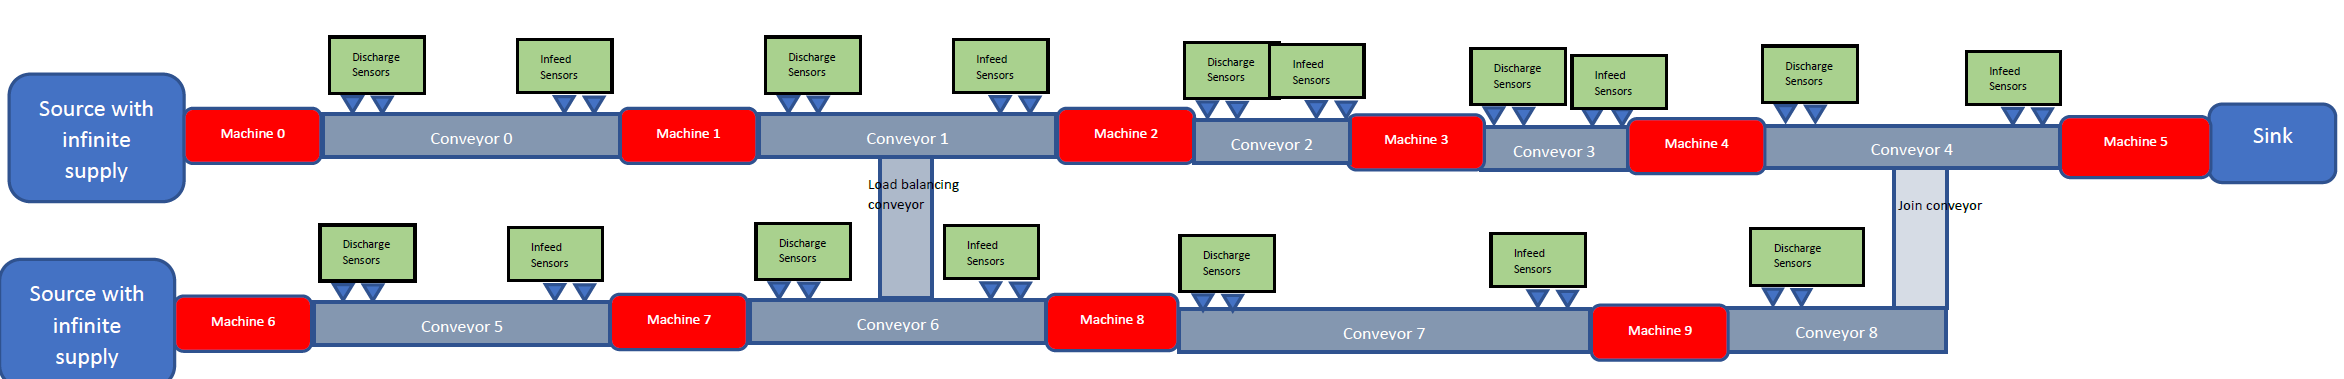 Discharge
Sensors
Infeed
Sensors
Discharge
Sensors
Infeed
Sensors
Discharge
Sensors
Infeed
Sensors
Discharge
Sensors
Infeed
Sensors
Discharge
Sensors
Infeed
Sensors
Source with
infinite
supply
Machine 0
Conveyor 0
Machine 1
Conveyor 1
Machine 2
Conveyor 2
Machine 3
Conveyor 3
Machine 4
Conveyor 4
Machine 5
Sink
Load balancing
conveyor
Join conveyor
Discharge
Sensors
Infeed
Sensors
Discharge
Sensors
Infeed
Sensors
Discharge
Sensors
Infeed
Sensors
Discharge
Sensors
Source with
infinite
supply
Machine 6
Conveyor 5
Machine 7
Conveyor 6
Machine 8
Conveyor 7
Machine 9
Conveyor 8